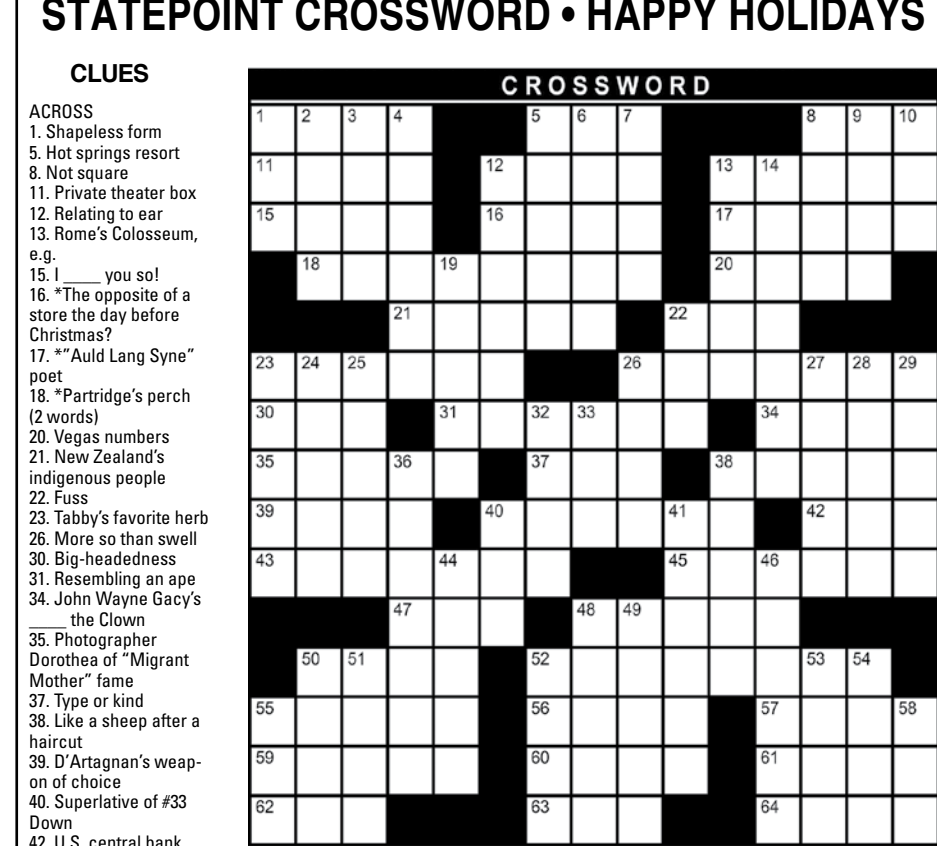 STATEPOINT CROSSWORD • HAPPY HOLIDAYS
CLUES
ACROSS
1. Shapeless form
5. Hot springs resort
8. Not square
11. Private theater box
12. Relating to ear
13. Rome's Colosseum,
e.g.
15. I ____ you so!
16. *The opposite of a
store the day before
Christmas?
17. *"Auld Lang Syne"
poet
18. *Partridge's perch
(2 words)
20. Vegas numbers
21. New Zealand's
indigenous people
22. Fuss
23. Tabby's favorite herb
26. More so than swell
30. Big-headedness
31. Resembling an ape
34. John Wayne Gacy's
____ the Clown
35. Photographer
Dorothea of "Migrant
Mother" fame
37. Type or kind
38. Like a sheep after a
haircut
39. D'Artagnan's weap-
on of choice
40. Superlative of #33
Down
42. U.S. central bank
CROSSWORD
1 2 3 4 5 6 7 8 9 10
11 12 13 14
15 16 17
18 19 20
21 22
23 24 25 26 27 28 29
30 31 32 33 34
35 36 37 38
39 40 41 42
43 44 45 46
47 48 49
50 51 52 53 54
55 56 57 58
59 60 61
62 63 64